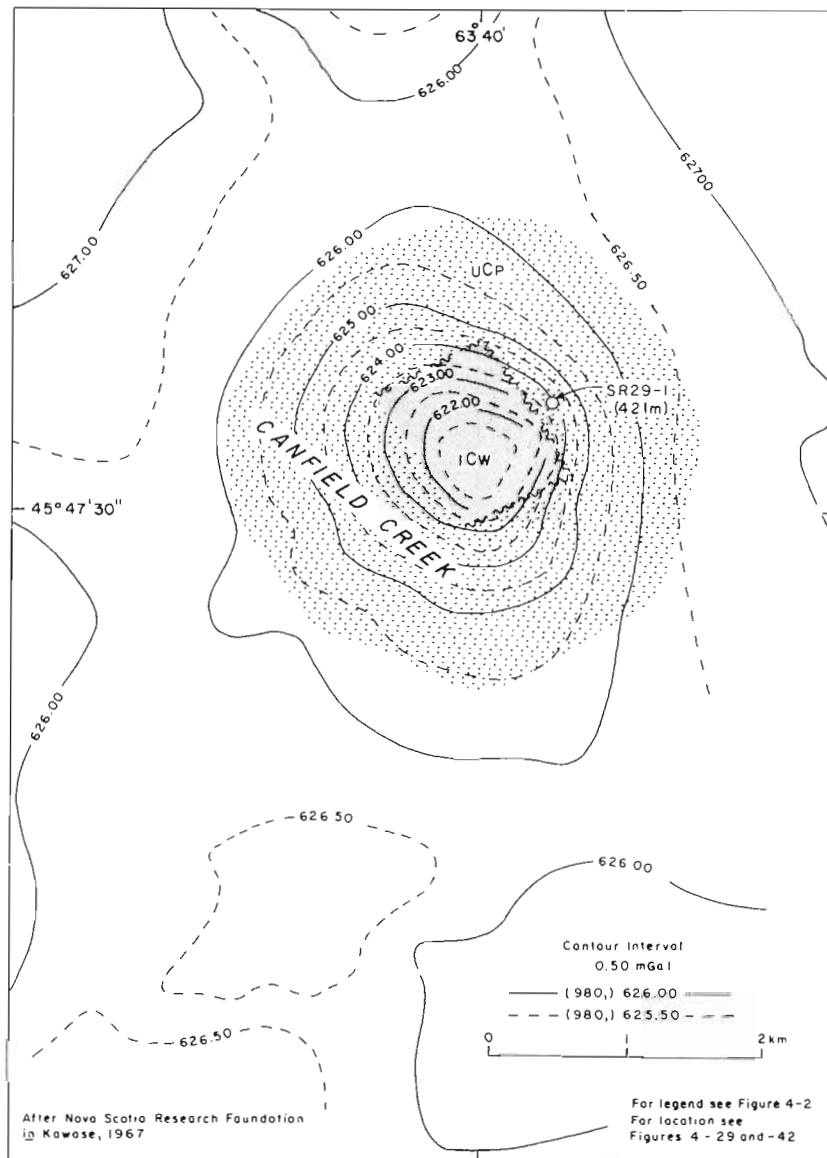 63°40'
626.00
627.00
627.00
626.00
626.50
UCP
625.00
624.00
623.00
622.00
SR29-1
(421m)
ICW
CANFIELD CREEK
45°47'30"
626.00
626.50
626.00
Contour Interval
0.50 mGal
(980,) 626.00
(980,) 625.50
0 1 2 km
626.50
After Nova Scotia Research Foundation
in Kawase, 1967
For legend see Figure 4-2
For location see
Figures 4-29 and -42